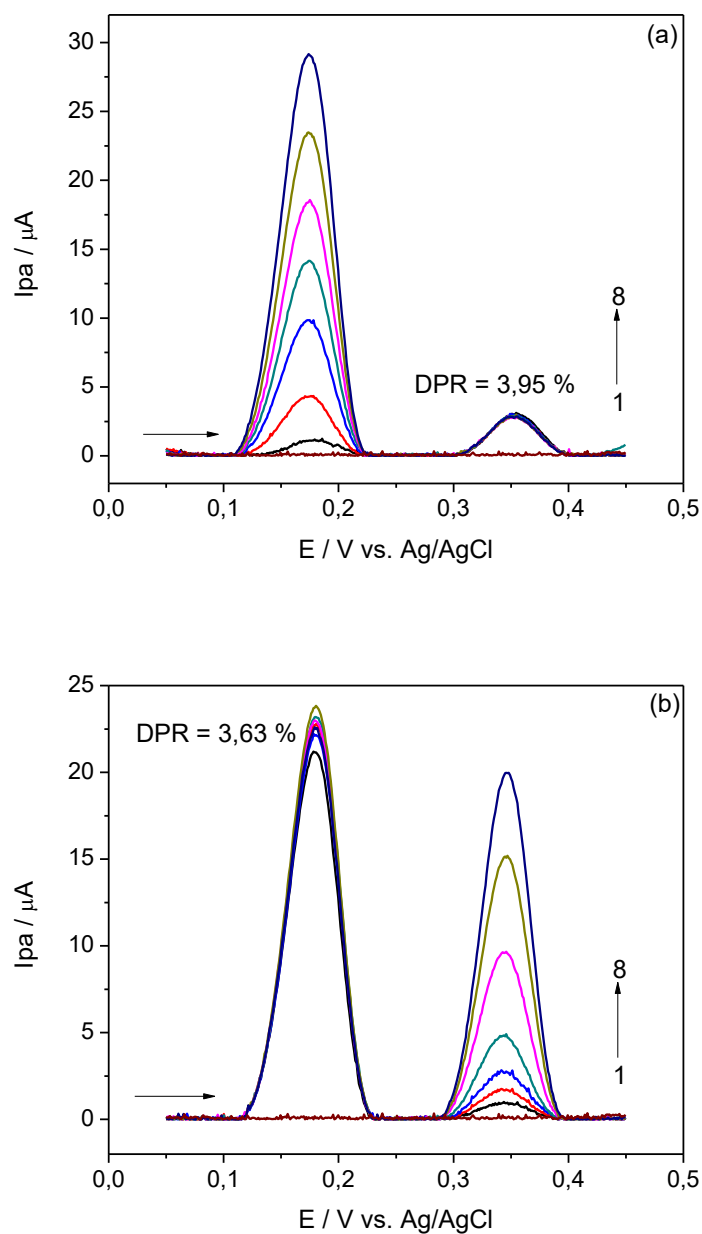 (a)
30
25
20
15
10
5
0
Ipa / μA
8
DPR = 3,95 %
1
0,0 0,1 0,2 0,3 0,4 0,5
E / V vs. Ag/AgCl
(b)
25
20
15
10
5
0
Ipa / μA
DPR = 3,63 %
8
1
0,0 0,1 0,2 0,3 0,4 0,5
E / V vs. Ag/AgCl